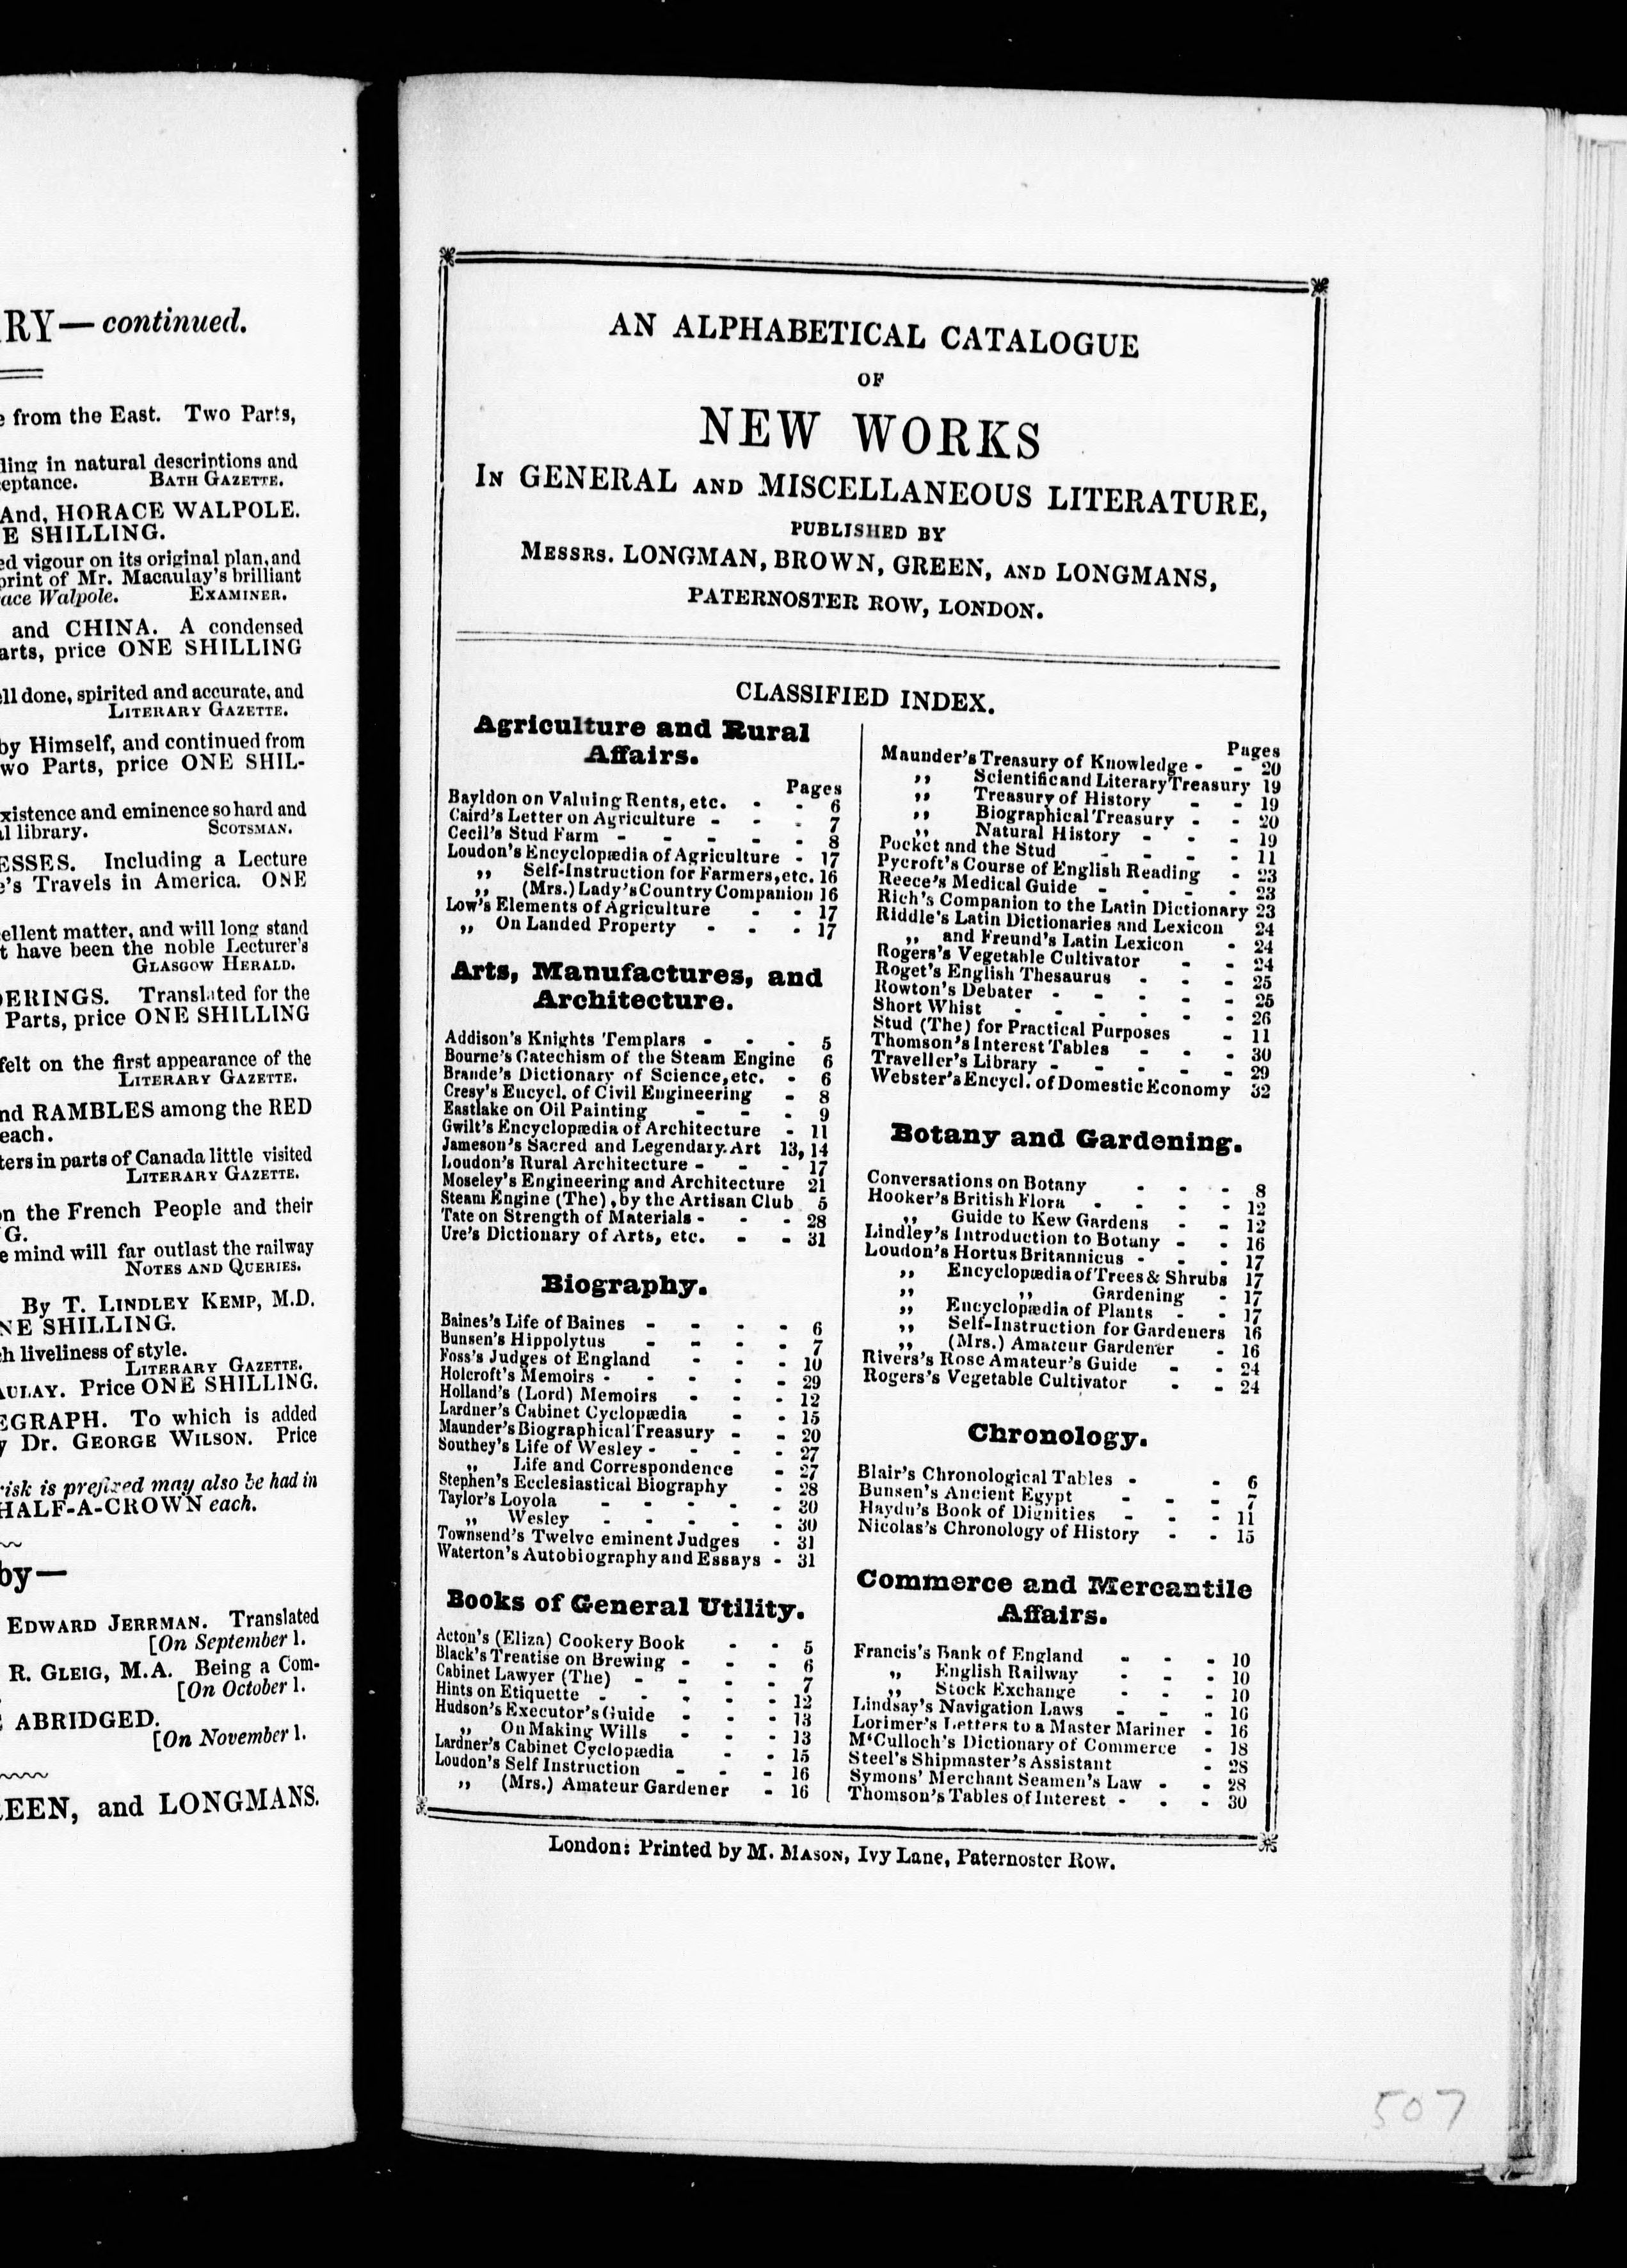 RY— continued.
from the East. Two Parts,
ling in natural descriptions and
eptance. BATH GAZETTE.
And, HORACE WALPOLE.
E SHILLING.
ed vigour on its original plan, and
print of Mr. Macaulay's brilliant
ace Walpole. EXAMINER.
and CHINA. A condensed
arts, price ONE SHILLING
ll done, spirited and accurate, and
LITERARY GAZETTE.
by Himself, and continued from
wo Parts, price ONE SHIL-
xistence and eminence so hard and
l library. SCOTSMAN.
ESSES. Including a Lecture
e's Travels in America. ONE
ellent matter, and will long stand
t have been the noble Lecturer's
GLASGOW HERALD.
ERINGS. Translated for the
Parts, price ONE SHILLING
felt on the first appearance of the
LITERARY GAZETTE.
nd RAMBLES among the RED
each.
ters in parts of Canada little visited
LITERARY GAZETTE.
on the French People and their
G.
e mind will far outlast the railway
NOTES AND QUERIES.
By T. LINDLEY KEMP, M.D.
NE SHILLING.
h liveliness of style.
LITERARY GAZETTE.
AULAY. Price ONE SHILLING.
EGRAPH. To which is added
y Dr. GEORGE WILSON. Price
risk is prefixed may also be had in
HALF-A-CROWN each.
by—
EDWARD JERRMAN. Translated
[On September 1.
R. GLEIG, M.A. Being a Com-
[On October 1.
ABRIDGED.
[On November 1.
EEN, and LONGMANS.
AN ALPHABETICAL CATALOGUE
OF
NEW WORKS
IN GENERAL AND MISCELLANEOUS LITERATURE,
PUBLISHED BY
MESSRS. LONGMAN, BROWN, GREEN, AND LONGMANS,
PATERNOSTER ROW, LONDON.
CLASSIFIED INDEX.
Agriculture and Rural
Affairs.
Pages
Bayldon on Valuing Rents, etc. - - 6
Caird's Letter on Agriculture - - - 7
Cecil's Stud Farm - - - - - 8
Loudon's Encyclopædia of Agriculture - 17
,, Self-Instruction for Farmers, etc. 16
,, (Mrs.) Lady's Country Companion 16
Low's Elements of Agriculture - - 17
,, On Landed Property - - - 17
Arts, Manufactures, and
Architecture.
Addison's Knights Templars - - - 5
Bourne's Catechism of the Steam Engine 6
Brande's Dictionary of Science, etc. - 6
Cresy's Encycl. of Civil Engineering - 8
Eastlake on Oil Painting - - - 9
Gwilt's Encyclopædia of Architecture - 11
Jameson's Sacred and Legendary Art 13, 14
Loudon's Rural Architecture - - - 17
Moseley's Engineering and Architecture 21
Steam Engine (The), by the Artisan Club 5
Tate on Strength of Materials - - - 28
Ure's Dictionary of Arts, etc. - - 31
Biography.
Baines's Life of Baines - - - - 6
Bunsen's Hippolytus - - - - 7
Foss's Judges of England - - - 10
Holcroft's Memoirs - - - - - 29
Holland's (Lord) Memoirs - - - 12
Lardner's Cabinet Cyclopædia - - 15
Maunder's Biographical Treasury - - 20
Southey's Life of Wesley - - - - 27
,, Life and Correspondence - 27
Stephen's Ecclesiastical Biography - 28
Taylor's Loyola - - - - - 30
,, Wesley - - - - - 30
Townsend's Twelve eminent Judges - 31
Waterton's Autobiography and Essays - 31
Books of General Utility.
Acton's (Eliza) Cookery Book - - 5
Black's Treatise on Brewing - - - 6
Cabinet Lawyer (The) - - - - 7
Hints on Etiquette - - - - - 12
Hudson's Executor's Guide - - - 13
,, On Making Wills - - - 13
Lardner's Cabinet Cyclopædia - - 15
Loudon's Self Instruction - - - 16
,, (Mrs.) Amateur Gardener - 16
Pages
Maunder's Treasury of Knowledge - - 20
,, Scientific and Literary Treasury 19
,, Treasury of History - - 19
,, Biographical Treasury - - 20
,, Natural History - - - 19
Pocket and the Stud - - - - 11
Pycroft's Course of English Reading - 23
Reece's Medical Guide - - - - 23
Rich's Companion to the Latin Dictionary 23
Riddle's Latin Dictionaries and Lexicon 24
,, and Freund's Latin Lexicon - 24
Rogers's Vegetable Cultivator - - 24
Roget's English Thesaurus - - - 25
Rowton's Debater - - - - - 25
Short Whist - - - - - - 26
Stud (The) for Practical Purposes - 11
Thomson's Interest Tables - - - 30
Traveller's Library - - - - - 29
Webster's Encycl. of Domestic Economy 32
Botany and Gardening.
Conversations on Botany - - - 8
Hooker's British Flora - - - - 12
,, Guide to Kew Gardens - - 12
Lindley's Introduction to Botany - - 16
Loudon's Hortus Britannicus - - - 17
,, Encyclopædia of Trees & Shrubs 17
,, ,, Gardening - 17
,, Encyclopædia of Plants - - 17
,, Self-Instruction for Gardeners 16
,, (Mrs.) Amateur Gardener - 16
Rivers's Rose Amateur's Guide - - 24
Rogers's Vegetable Cultivator - - 24
Chronology.
Blair's Chronological Tables - - 6
Bunsen's Ancient Egypt - - - 7
Haydn's Book of Dignities - - - 11
Nicolas's Chronology of History - - 15
Commerce and Mercantile
Affairs.
Francis's Bank of England - - - 10
,, English Railway - - - 10
,, Stock Exchange - - - 10
Lindsay's Navigation Laws - - - 16
Lorimer's Letters to a Master Mariner - 16
M'Culloch's Dictionary of Commerce - 18
Steel's Shipmaster's Assistant - 28
Symons' Merchant Seamen's Law - - 28
Thomson's Tables of Interest - - - 30
London: Printed by M. MASON, Ivy Lane, Paternoster Row.
507